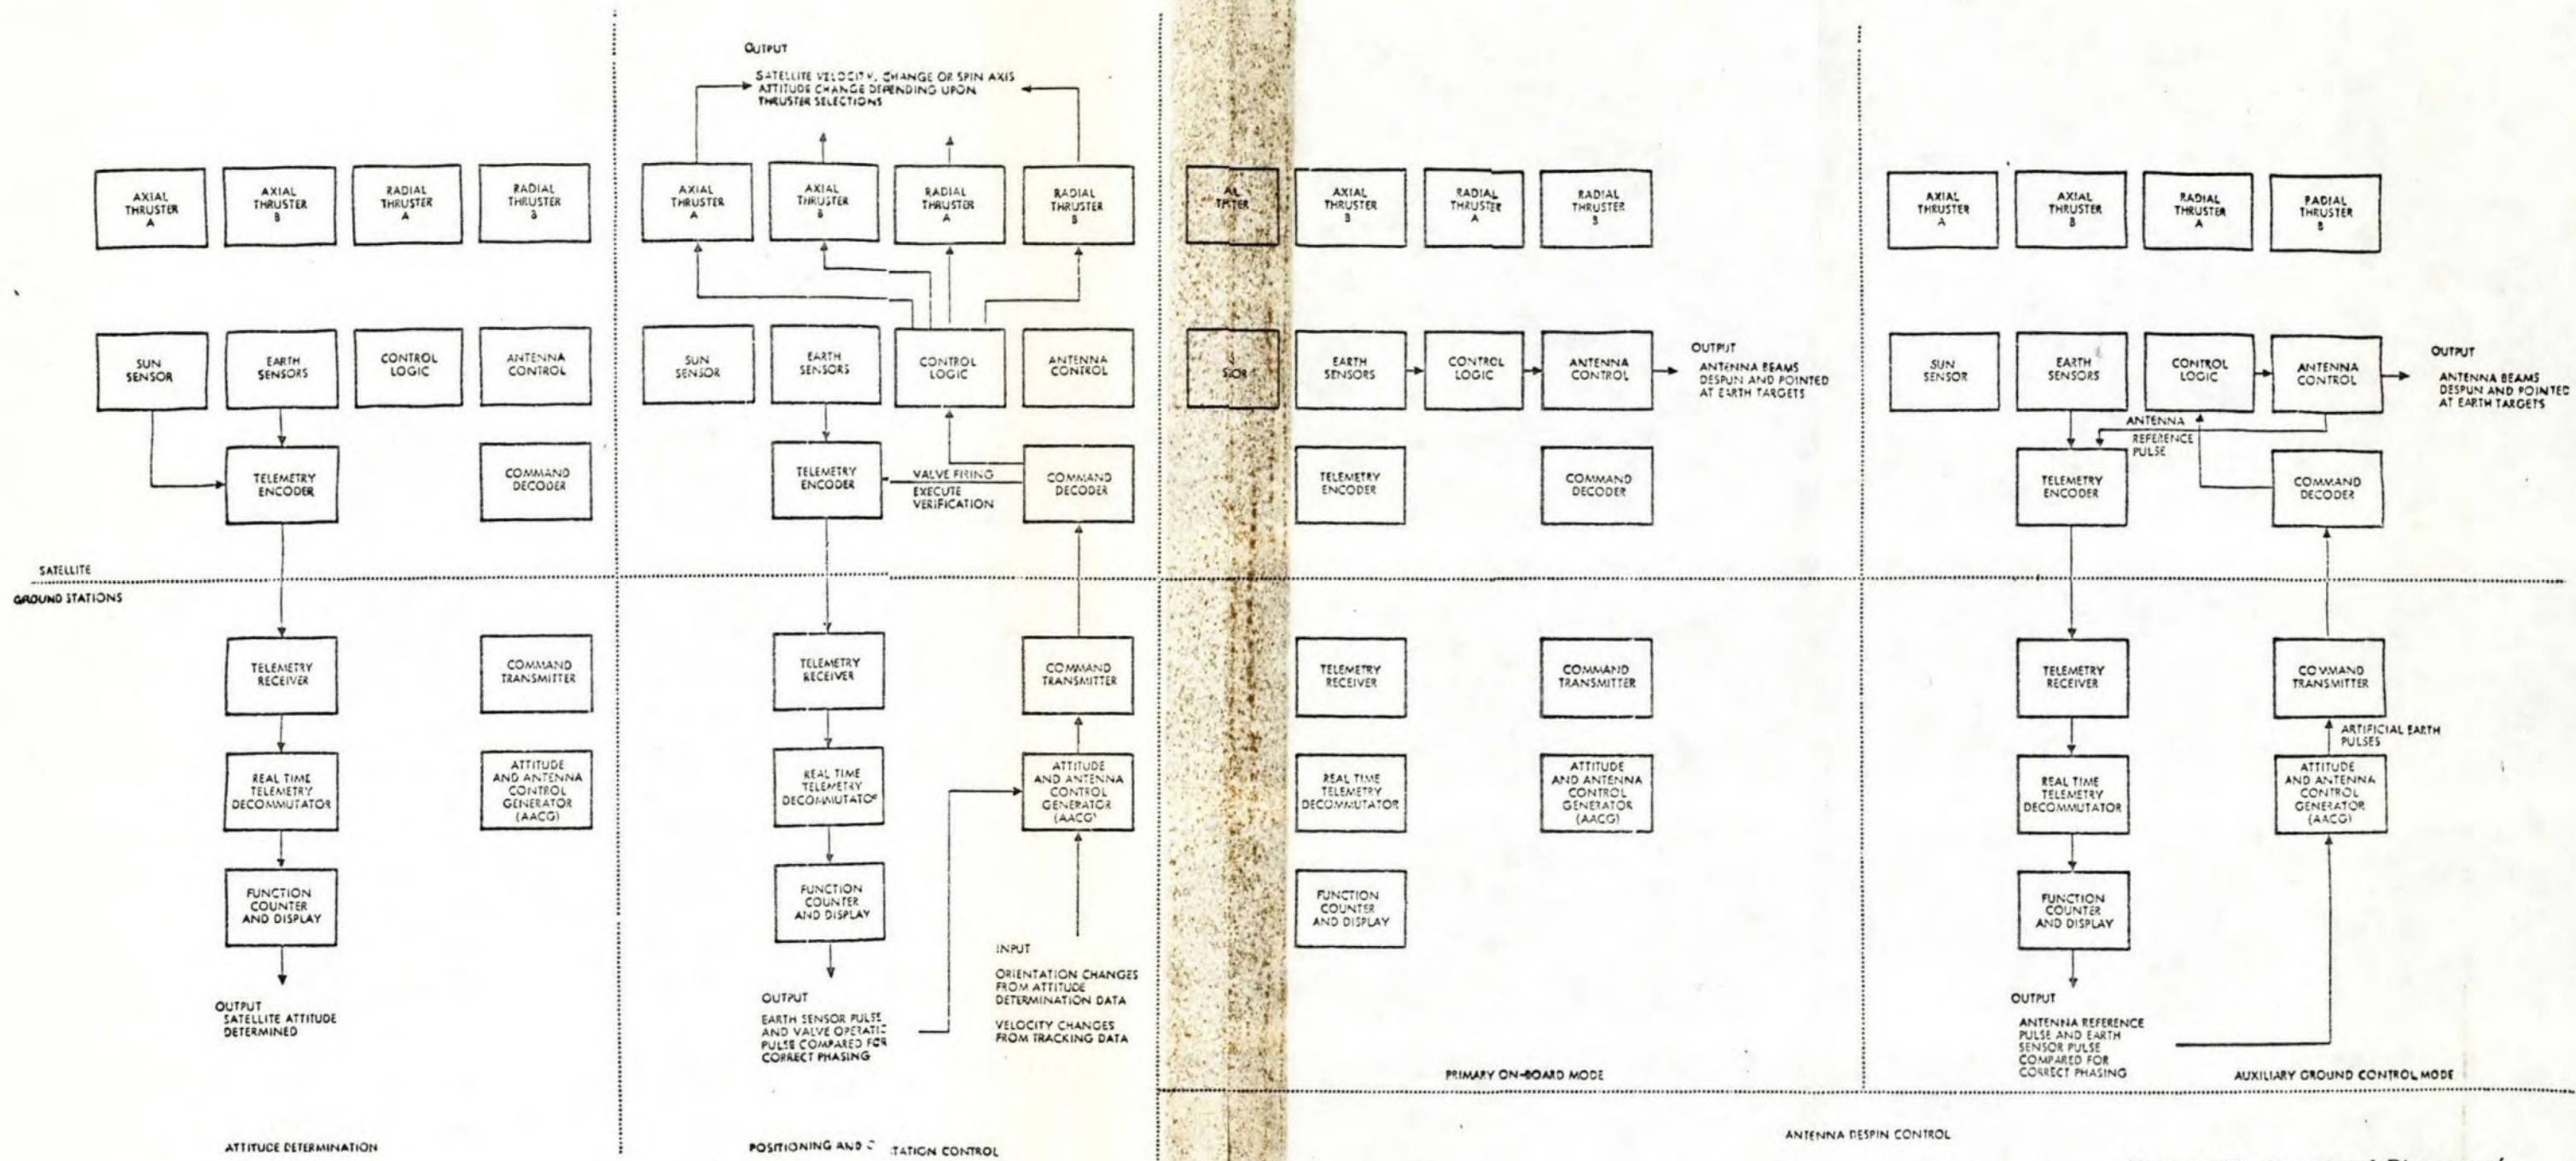 OUTPUT
SATELLITE VELOCITY, CHANGE OR SPIN AXIS
ATTITUDE CHANGE DEPENDING UPON
THRUSTER SELECTIONS
AXIAL
THRUSTER
A
AXIAL
THRUSTER
B
RADIAL
THRUSTER
A
RADIAL
THRUSTER
B
SUN
SENSOR
EARTH
SENSORS
CONTROL
LOGIC
ANTENNA
CONTROL
TELEMETRY
ENCODER
COMMAND
DECODER
SATELLITE
GROUND STATIONS
TELEMETRY
RECEIVER
COMMAND
TRANSMITTER
REAL TIME
TELEMETRY
DECOMMUTATOR
ATTITUDE
AND ANTENNA
CONTROL
GENERATOR
(AACG)
FUNCTION
COUNTER
AND DISPLAY
OUTPUT
SATELLITE ATTITUDE
DETERMINED
ATTITUDE DETERMINATION
AXIAL
THRUSTER
A
AXIAL
THRUSTER
B
RADIAL
THRUSTER
A
RADIAL
THRUSTER
B
SUN
SENSOR
EARTH
SENSORS
CONTROL
LOGIC
ANTENNA
CONTROL
TELEMETRY
ENCODER
VALVE FIRING
EXECUTE
VERIFICATION
COMMAND
DECODER
TELEMETRY
RECEIVER
COMMAND
TRANSMITTER
REAL TIME
TELEMETRY
DECOMMUTATO
ATTITUDE
AND ANTENNA
CONTROL
GENERATOR
(AACG)
FUNCTION
COUNTER
AND DISPLAY
INPUT
ORIENTATION CHANGES
FROM ATTITUDE
DETERMINATION DATA
VELOCITY CHANGES
FROM TRACKING DATA
OUTPUT
EARTH SENSOR PULSE
AND VALVE OPERATI
PULSE COMPARED FOR
CORRECT PHASING
POSITIONING AND TATION CONTROL
AXIAL
THRUSTER
B
RADIAL
THRUSTER
A
RADIAL
THRUSTER
B
EARTH
SENSORS
CONTROL
LOGIC
ANTENNA
CONTROL
OUTPUT
ANTENNA BEAMS
DESPUN AND POINTED
AT EARTH TARGETS
TELEMETRY
ENCODER
COMMAND
DECODER
TELEMETRY
RECEIVER
COMMAND
TRANSMITTER
REAL TIME
TELEMETRY
DECOMMUTATOR
ATTITUDE
AND ANTENNA
CONTROL
GENERATOR
(AACG)
FUNCTION
COUNTER
AND DISPLAY
PRIMARY ON-BOARD MODE
AXIAL
THRUSTER
A
AXIAL
THRUSTER
B
RADIAL
THRUSTER
A
RADIAL
THRUSTER
B
SUN
SENSOR
EARTH
SENSORS
CONTROL
LOGIC
ANTENNA
CONTROL
OUTPUT
ANTENNA BEAMS
DESPUN AND POINTED
AT EARTH TARGETS
ANTENNA
REFERENCE
PULSE
TELEMETRY
ENCODER
COMMAND
DECODER
TELEMETRY
RECEIVER
COMMAND
TRANSMITTER
ARTIFICIAL EARTH
PULSES
REAL TIME
TELEMETRY
DECOMMUTATOR
ATTITUDE
AND ANTENNA
CONTROL
GENERATOR
(AACG)
FUNCTION
COUNTER
AND DISPLAY
OUTPUT
ANTENNA REFERENCE
PULSE AND EARTH
SENSOR PULSE
COMPARED FOR
CORRECT PHASING
AUXILIARY GROUND CONTROL MODE
ANTENNA DESPIN CONTROL